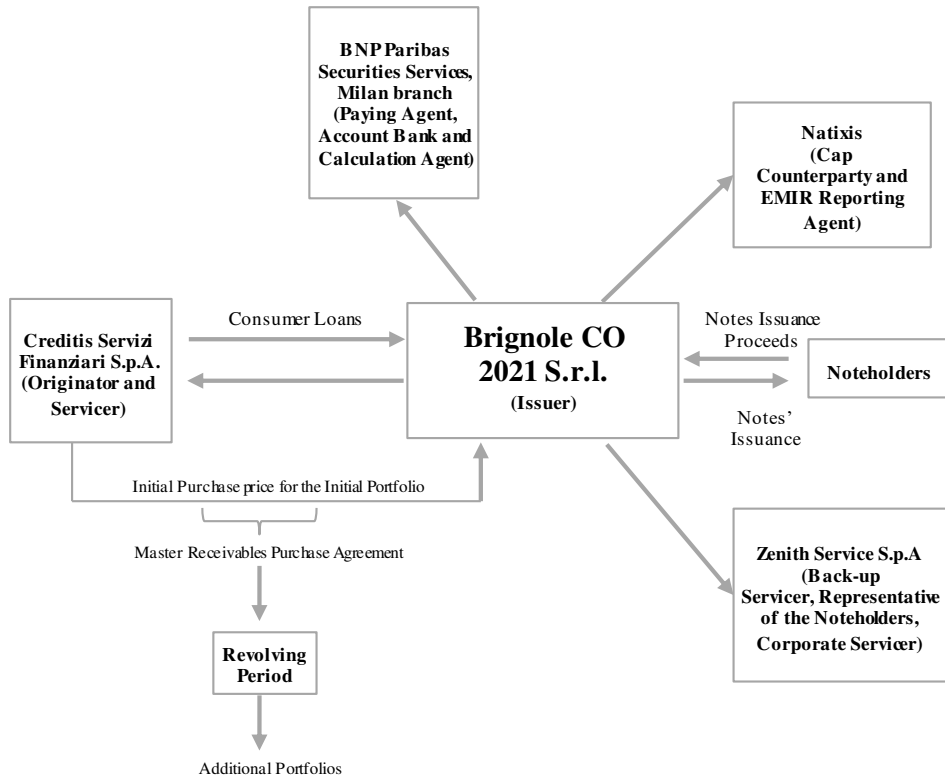 BNP Paribas
Securities Services,
Milan branch
(Paying Agent,
Account Bank and
Calculation Agent)
Natixis
(Cap
Counterparty and
EMIR Reporting
Agent)
Creditis Servizi
Finanziari S.p.A.
(Originator and
Servicer)
Consumer Loans
Brignole CO
2021 S.r.l.
(Issuer)
Notes Issuance
Proceeds
Noteholders
Notes’
Issuance
Initial Purchase price for the Initial Portfolio
Master Receivables Purchase Agreement
Revolving
Period
Additional Portfolios
Zenith Service S.p.A
(Back-up
Servicer, Representative
of the Noteholders,
Corporate Servicer)